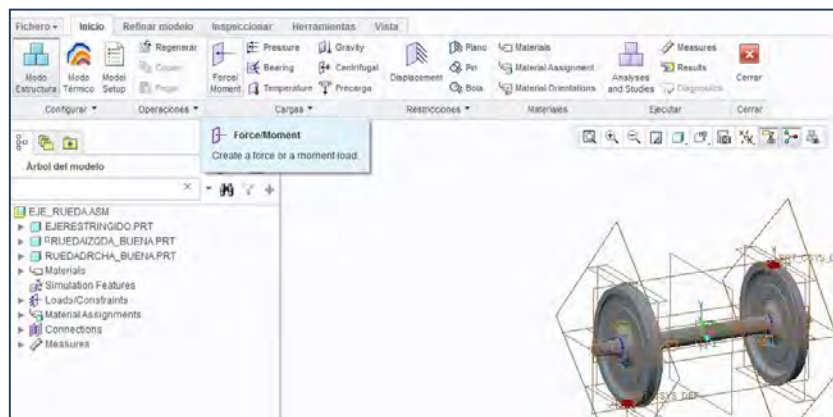 Fichero Inicio Refinar modelo Inspeccionar Herramientas Vista
Regenerar Pressure Gravity Plano Materials Measures
Copiar Bearing Centrifugal Pin Material Assignment Results
Pegar Temperature Precarga Bola Material Orientations Diagnostics
Modo Estructura Modo Térmico Model Setup Force/Moment Displacement Analyses and Studies Cerrar
Configurar Operaciones Cargas Restricciones Materiales Ejecutar Cerrar
Force/Moment
Create a force or a moment load.
Árbol del modelo
EJE_RUEDA.ASM
EJERESTRINGIDO.PRT
RUEDAIZQDA_BUENA.PRT
RUEDADRCHA_BUENA.PRT
Materials
Simulation Features
Loads/Constraints
Material Assignments
Connections
Measures